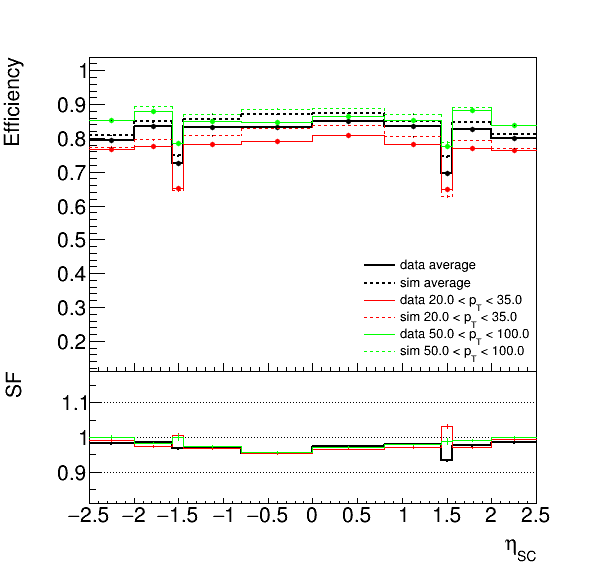 Efficiency
1
0.9
0.8
0.7
0.6
0.5
0.4
0.3
0.2
data average
sim average
data 20.0 < p_T < 35.0
sim 20.0 < p_T < 35.0
data 50.0 < p_T < 100.0
sim 50.0 < p_T < 100.0
SF
1.1
1
0.9
−2.5 −2 −1.5 −1 −0.5 0 0.5 1 1.5 2 2.5
η_SC